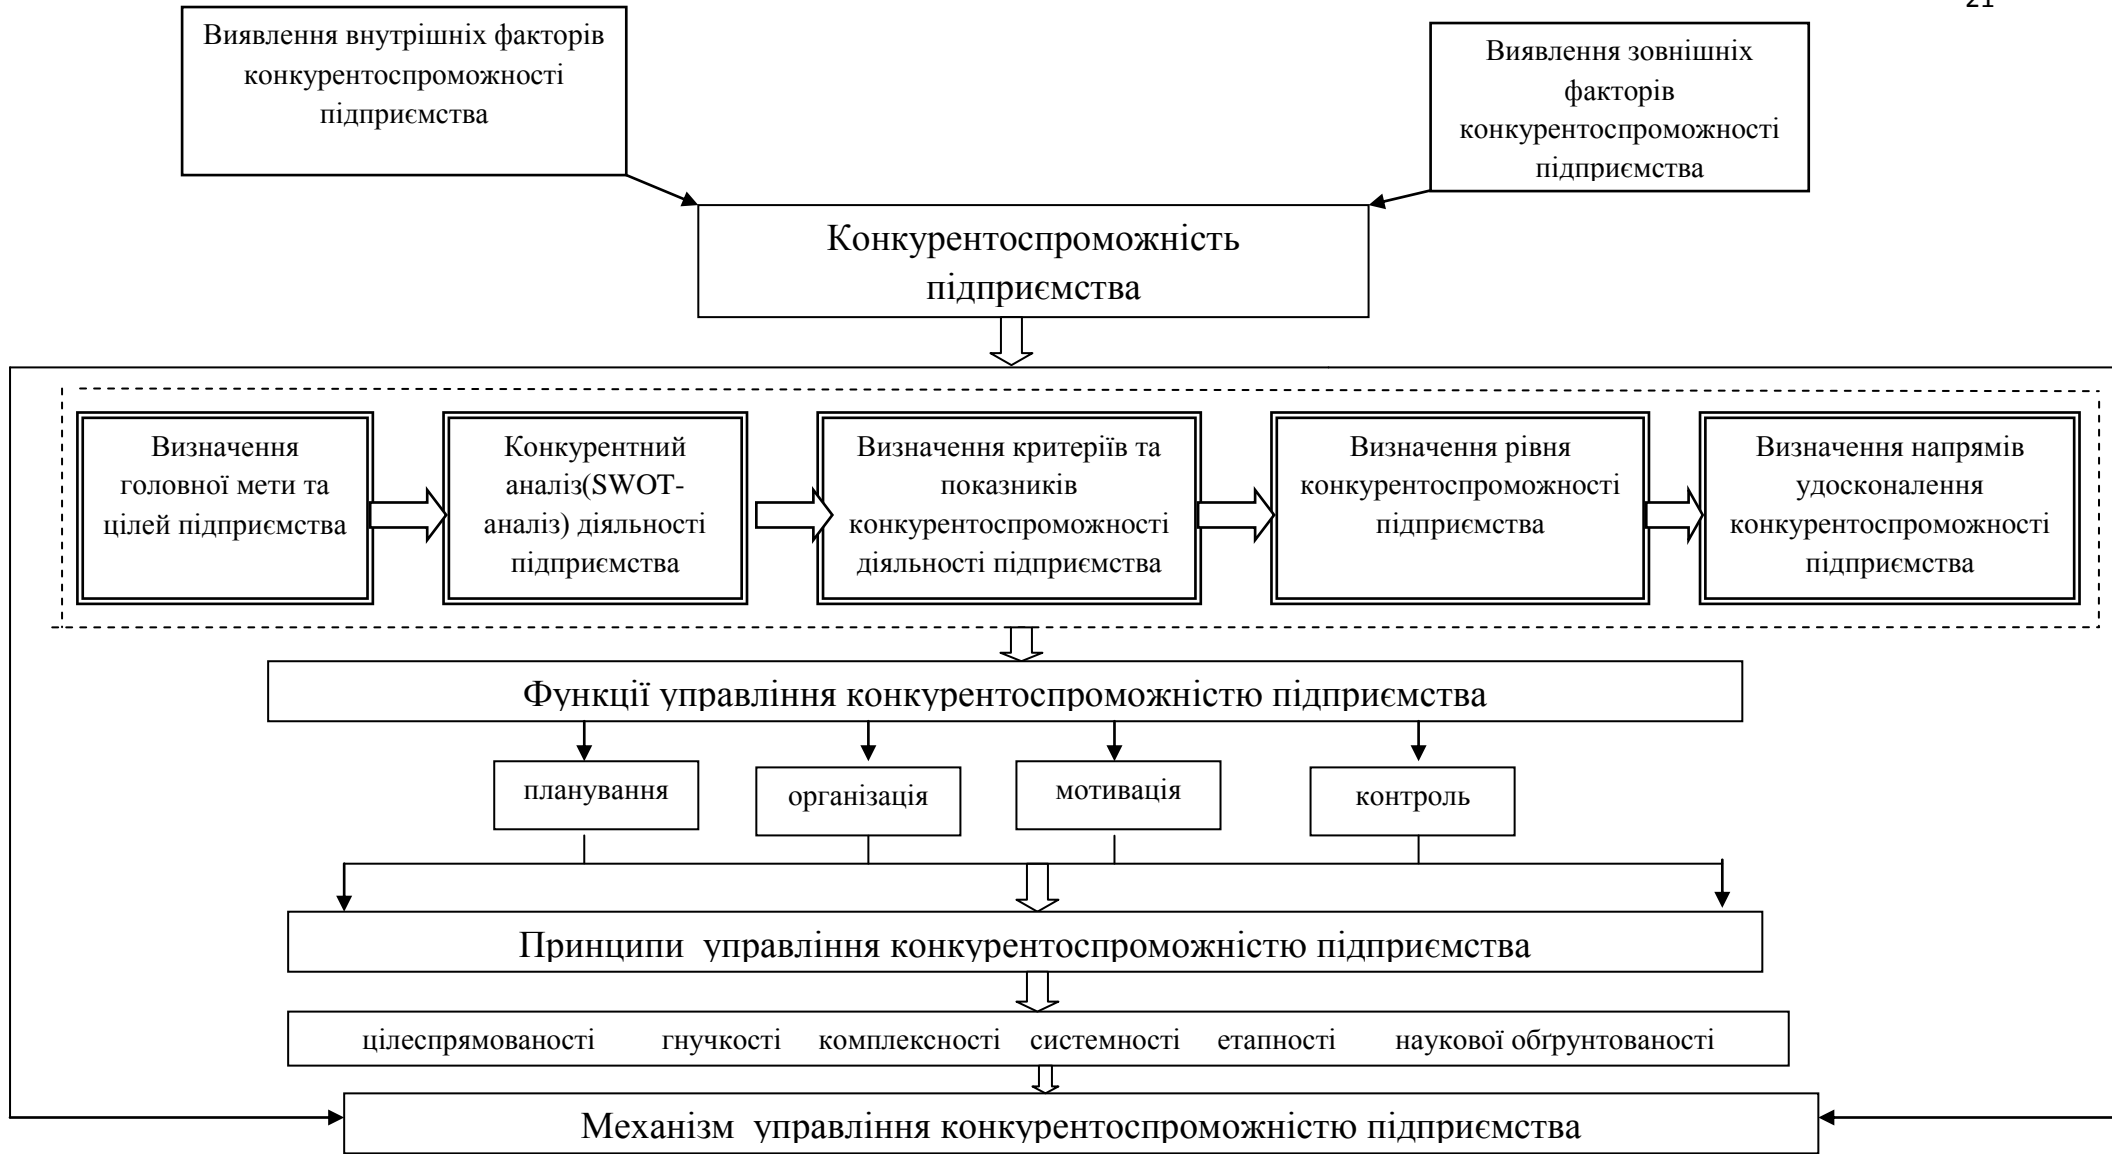 21
Виявлення внутрішніх факторів
конкурентоспроможності
підприємства
Виявлення зовнішніх
факторів
конкурентоспроможності
підприємства
Конкурентоспроможність
підприємства
Визначення
головної мети та
цілей підприємства
Конкурентний
аналіз(SWOT-
аналіз) діяльності
підприємства
Визначення критеріїв та
показників
конкурентоспроможності
діяльності підприємства
Визначення рівня
конкурентоспроможності
підприємства
Визначення напрямів
удосконалення
конкурентоспроможності
підприємства
Функції управління конкурентоспроможністю підприємства
планування
організація
мотивація
контроль
Принципи управління конкурентоспроможністю підприємства
цілеспрямованості гнучкості комплексності системності етапності наукової обґрунтованості
Механізм управління конкурентоспроможністю підприємства